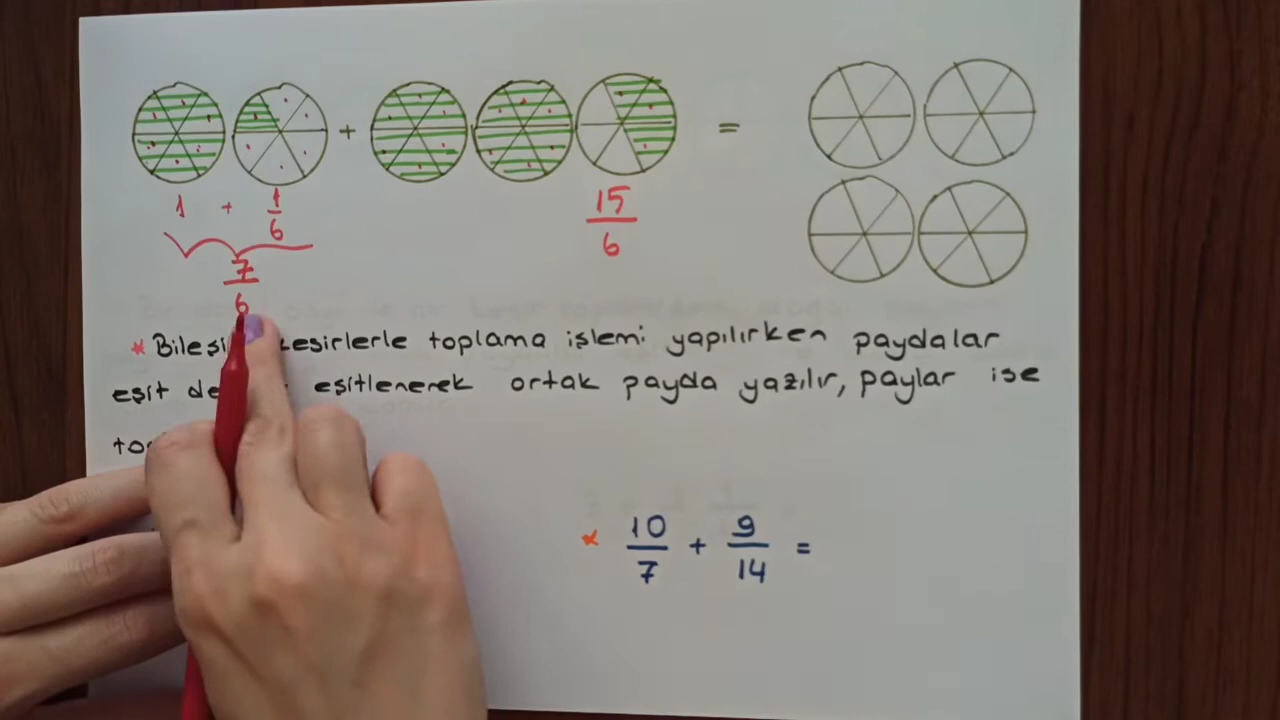 + =
1 + 1/6
15/6
7/6
* Bileşi kesirlerle toplama işlemi yapılırken paydalar
eşit de eşitlenerek ortak payda yazılır, paylar ise
* 10/7 + 9/14 =